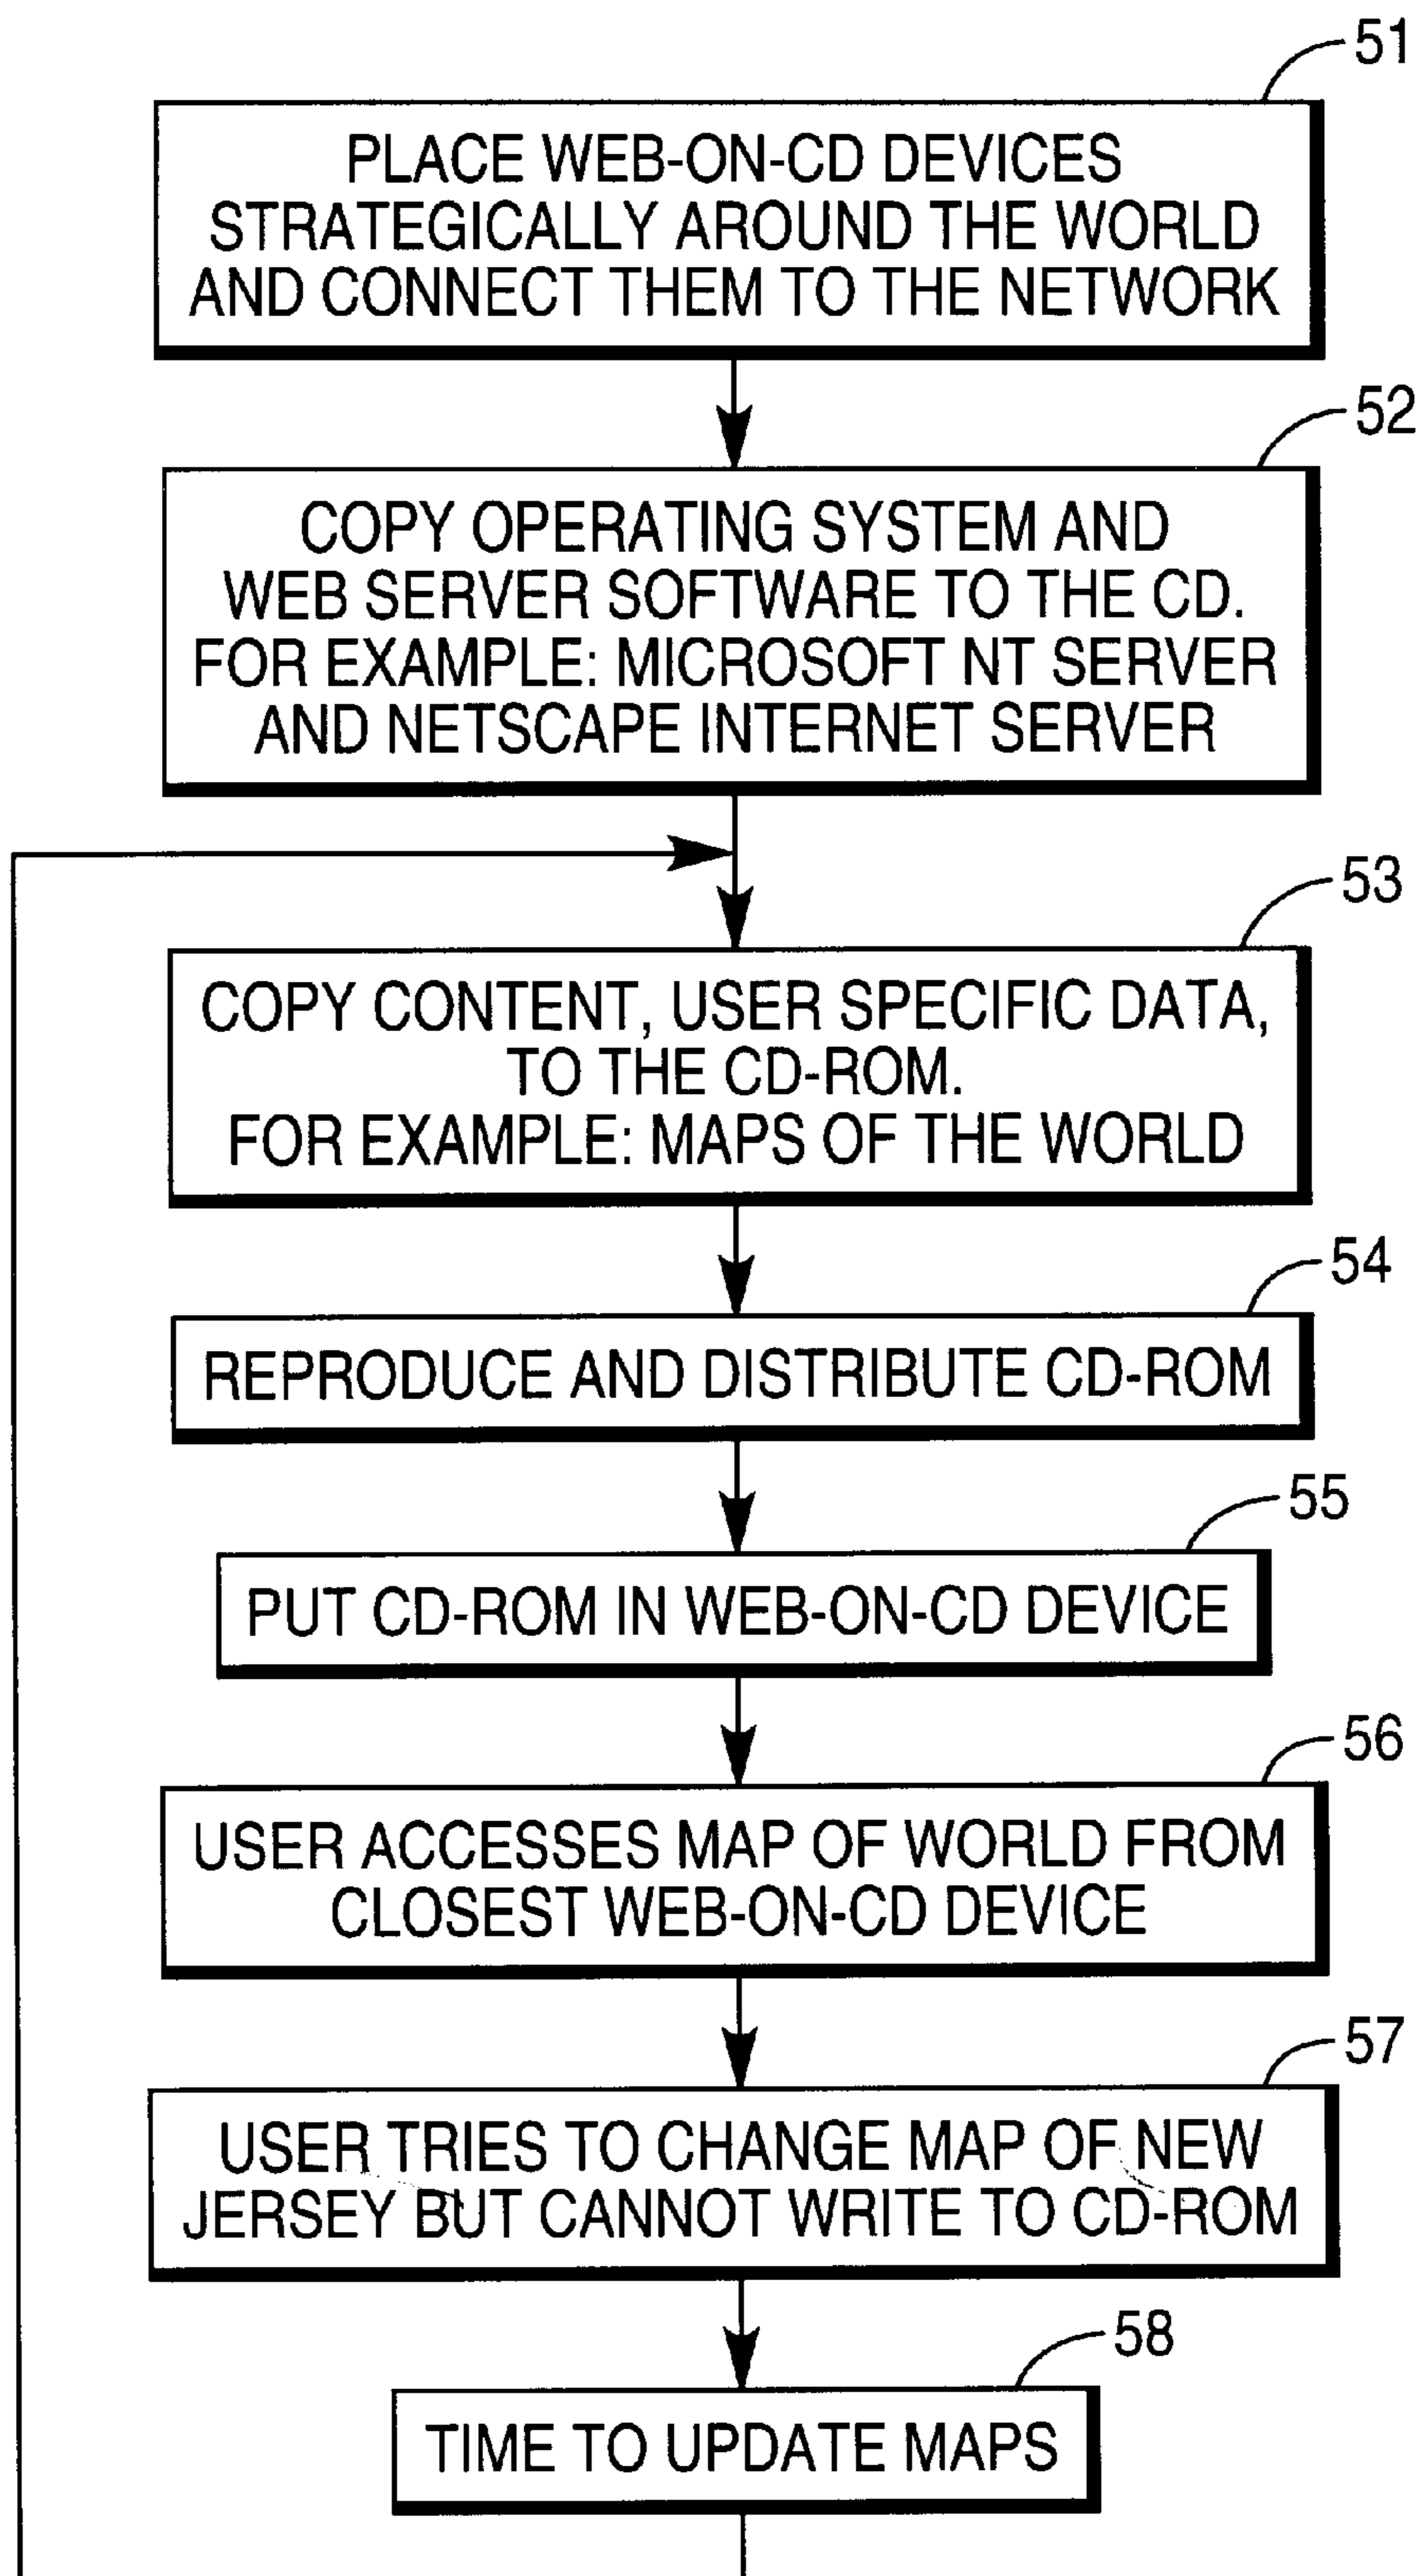 51
PLACE WEB-ON-CD DEVICES
STRATEGICALLY AROUND THE WORLD
AND CONNECT THEM TO THE NETWORK
52
COPY OPERATING SYSTEM AND
WEB SERVER SOFTWARE TO THE CD.
FOR EXAMPLE: MICROSOFT NT SERVER
AND NETSCAPE INTERNET SERVER
53
COPY CONTENT, USER SPECIFIC DATA,
TO THE CD-ROM.
FOR EXAMPLE: MAPS OF THE WORLD
54
REPRODUCE AND DISTRIBUTE CD-ROM
55
PUT CD-ROM IN WEB-ON-CD DEVICE
56
USER ACCESSES MAP OF WORLD FROM
CLOSEST WEB-ON-CD DEVICE
57
USER TRIES TO CHANGE MAP OF NEW
JERSEY BUT CANNOT WRITE TO CD-ROM
58
TIME TO UPDATE MAPS